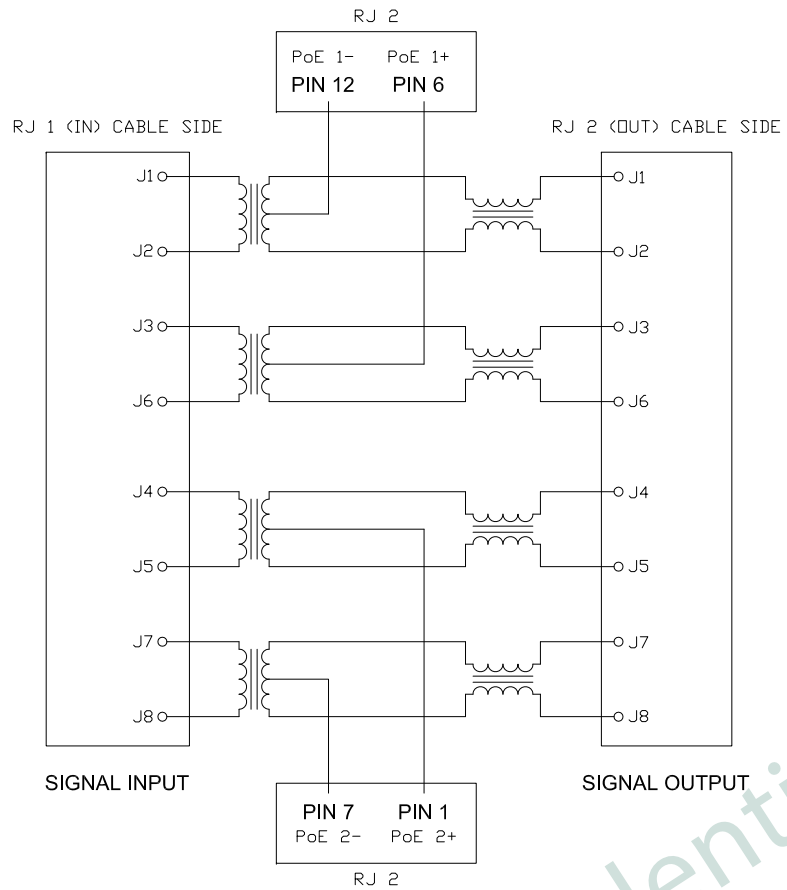 RJ 2
PoE 1- PoE 1+
PIN 12 PIN 6
RJ 1 (IN) CABLE SIDE
RJ 2 (OUT) CABLE SIDE
J1 J1
J2 J2
J3 J3
J6 J6
J4 J4
J5 J5
J7 J7
J8 J8
SIGNAL INPUT
SIGNAL OUTPUT
PIN 7 PIN 1
PoE 2- PoE 2+
RJ 2